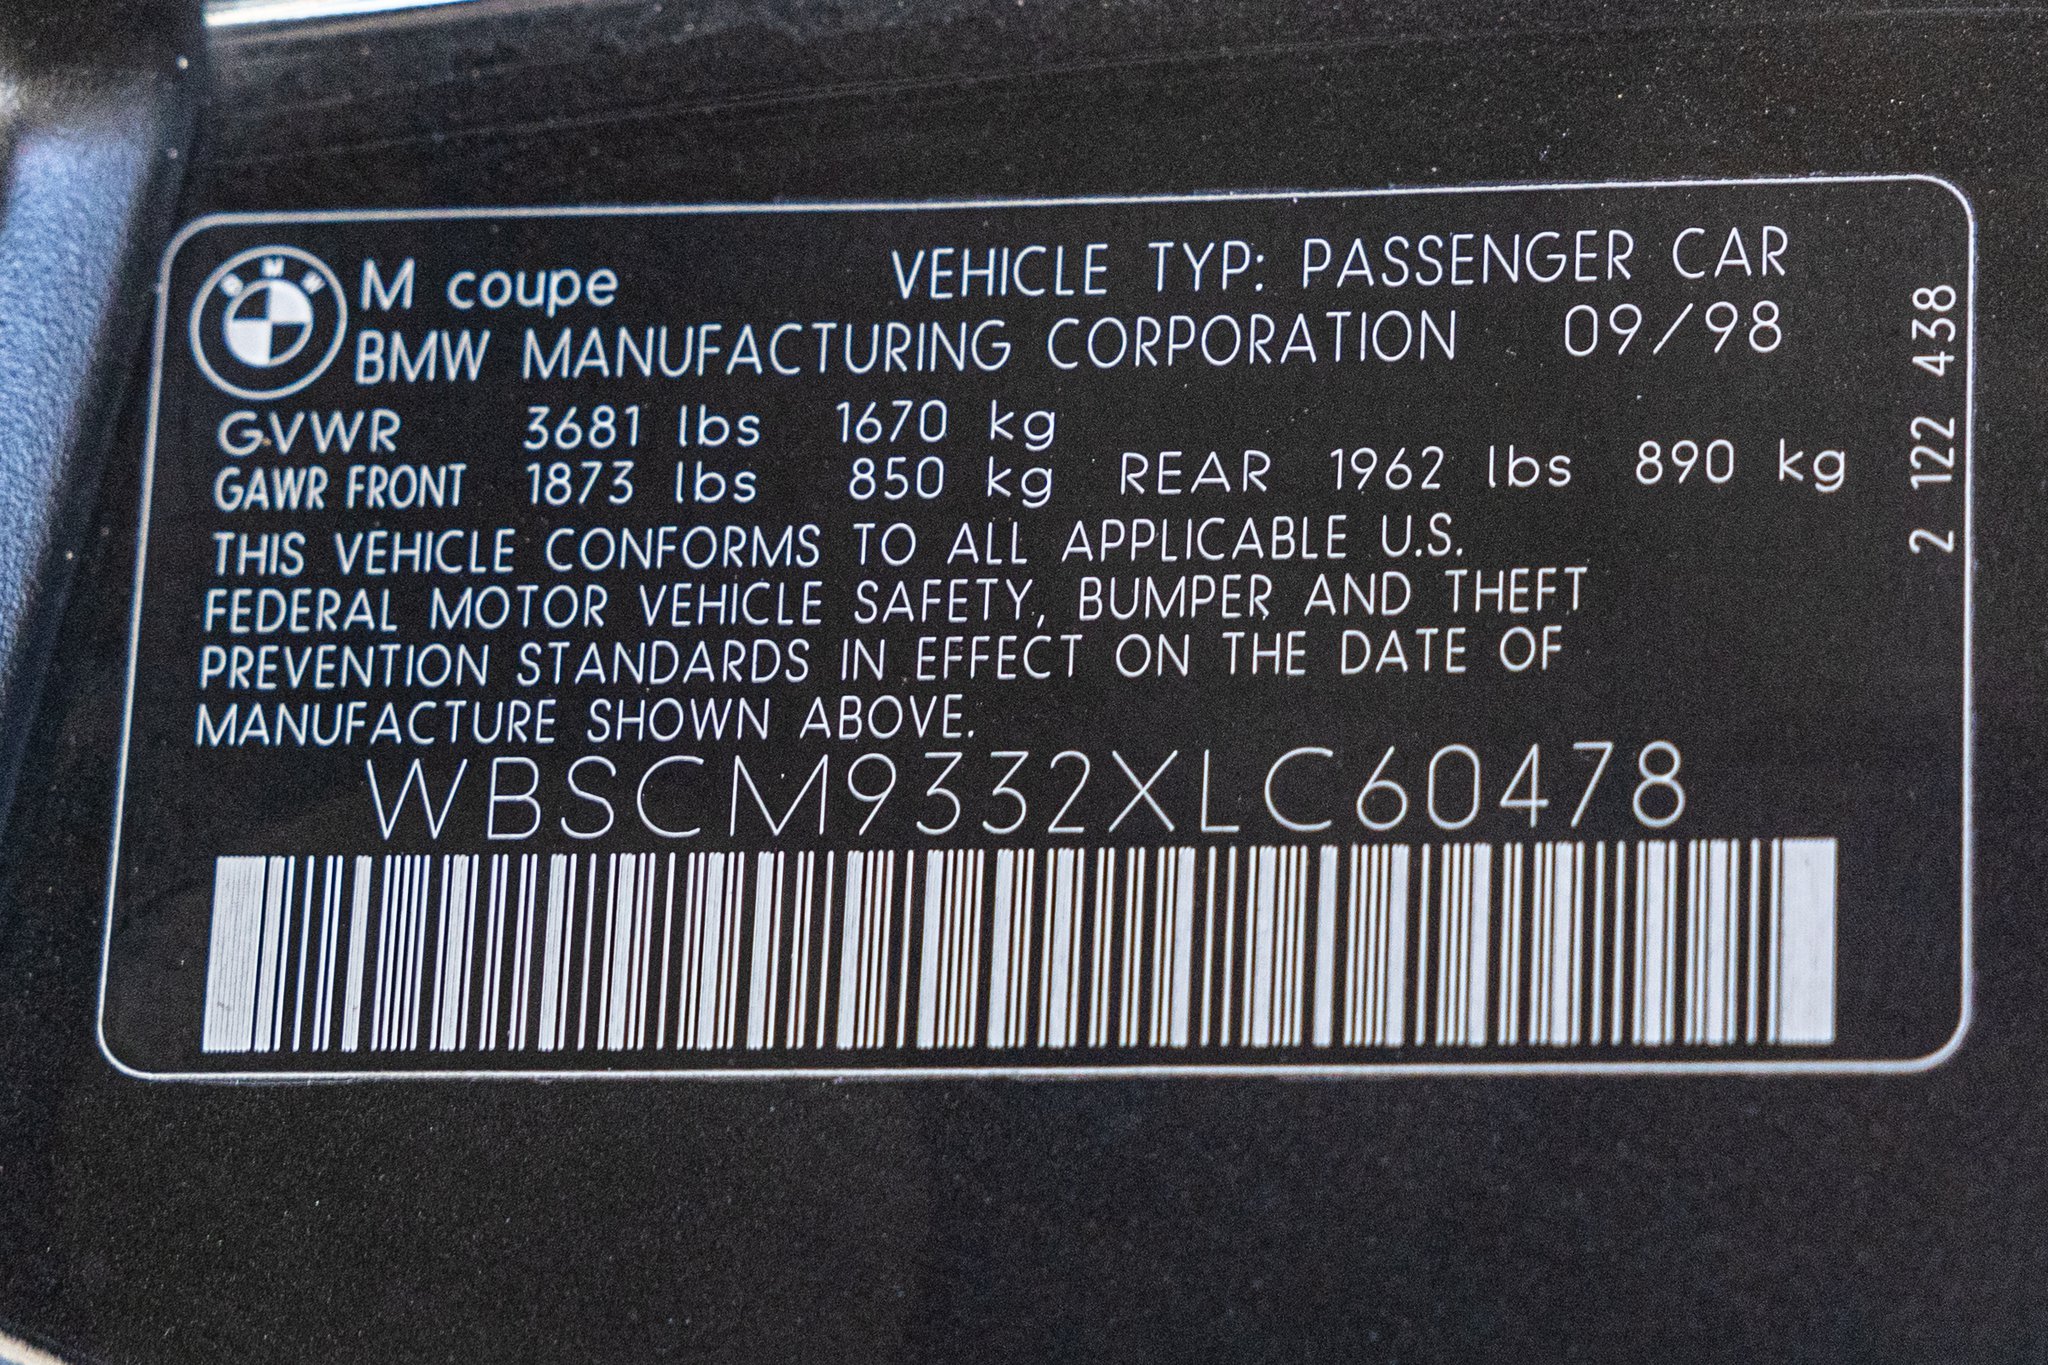 BMW
M coupe VEHICLE TYP: PASSENGER CAR
BMW MANUFACTURING CORPORATION 09/98
GVWR 3681 lbs 1670 kg
GAWR FRONT 1873 lbs 850 kg REAR 1962 lbs 890 kg
THIS VEHICLE CONFORMS TO ALL APPLICABLE U.S.
FEDERAL MOTOR VEHICLE SAFETY, BUMPER AND THEFT
PREVENTION STANDARDS IN EFFECT ON THE DATE OF
MANUFACTURE SHOWN ABOVE.
WBSCM9332XLC60478
2 122 438